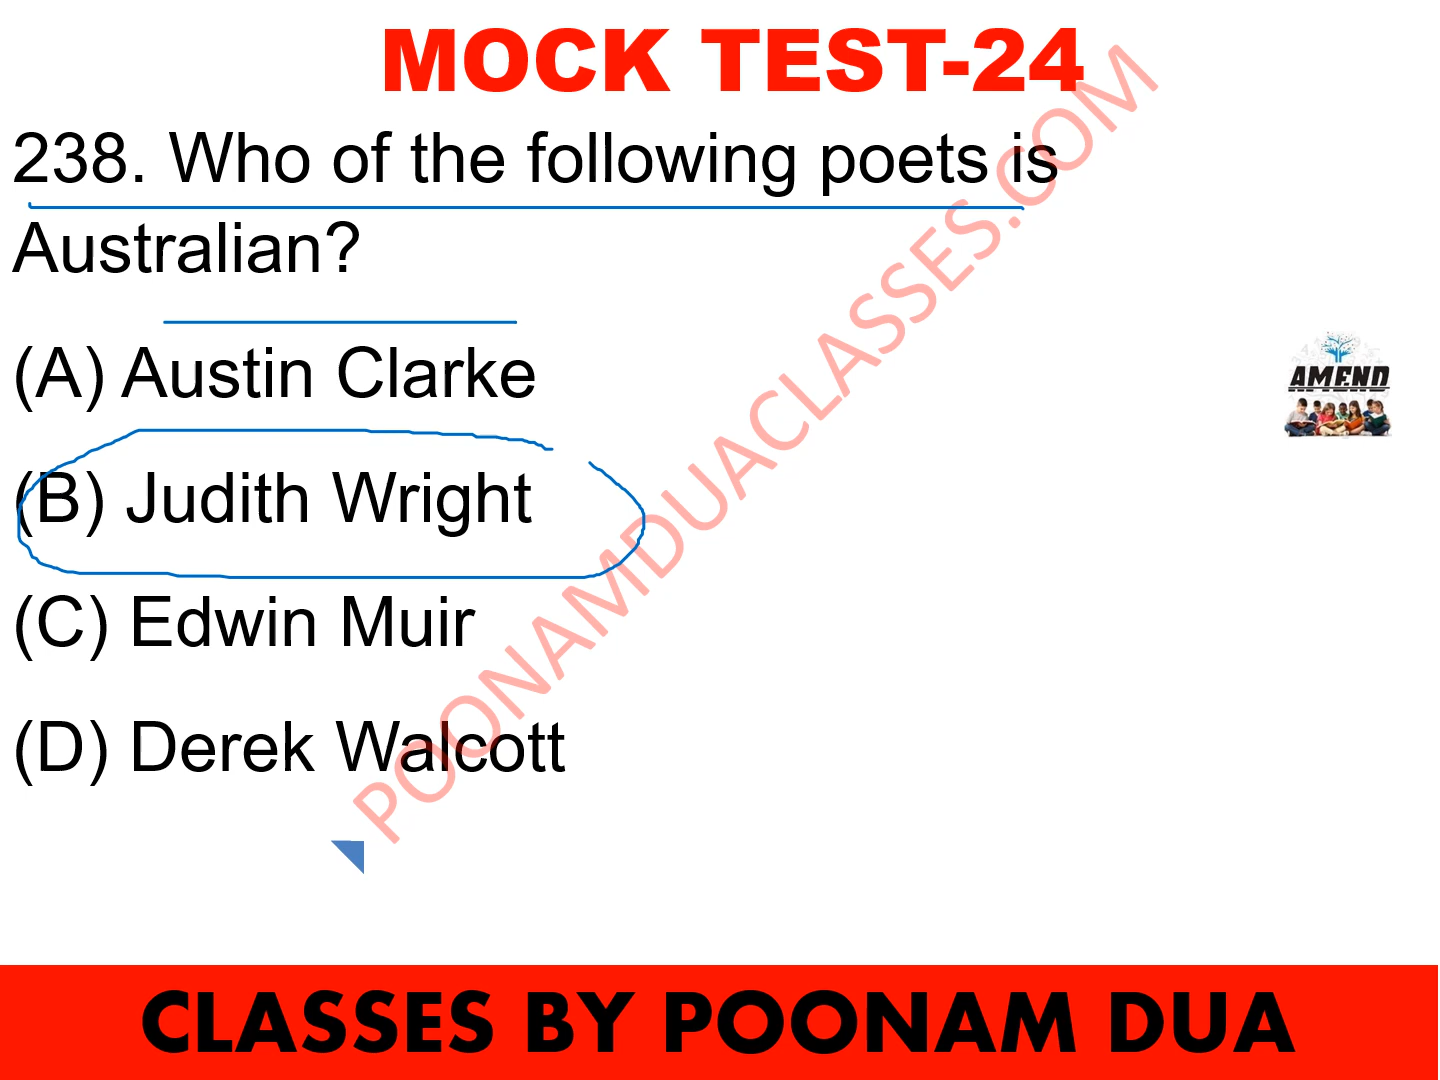 MOCK TEST-24
238. Who of the following poets is
Australian?
(A) Austin Clarke
(B) Judith Wright
(C) Edwin Muir
(D) Derek Walcott
POONAMDUACLASSES.COM
AMEND
CLASSES BY POONAM DUA